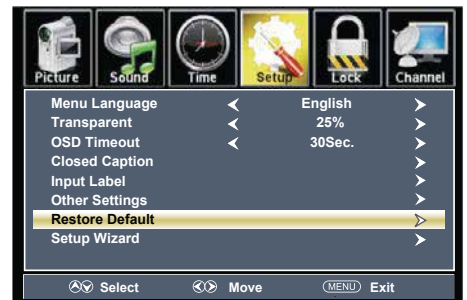 Picture Sound Time Setup Lock Channel
Menu Language English
Transparent 25%
OSD Timeout 30Sec.
Closed Caption
Input Label
Other Settings
Restore Default
Setup Wizard
Select Move MENU Exit